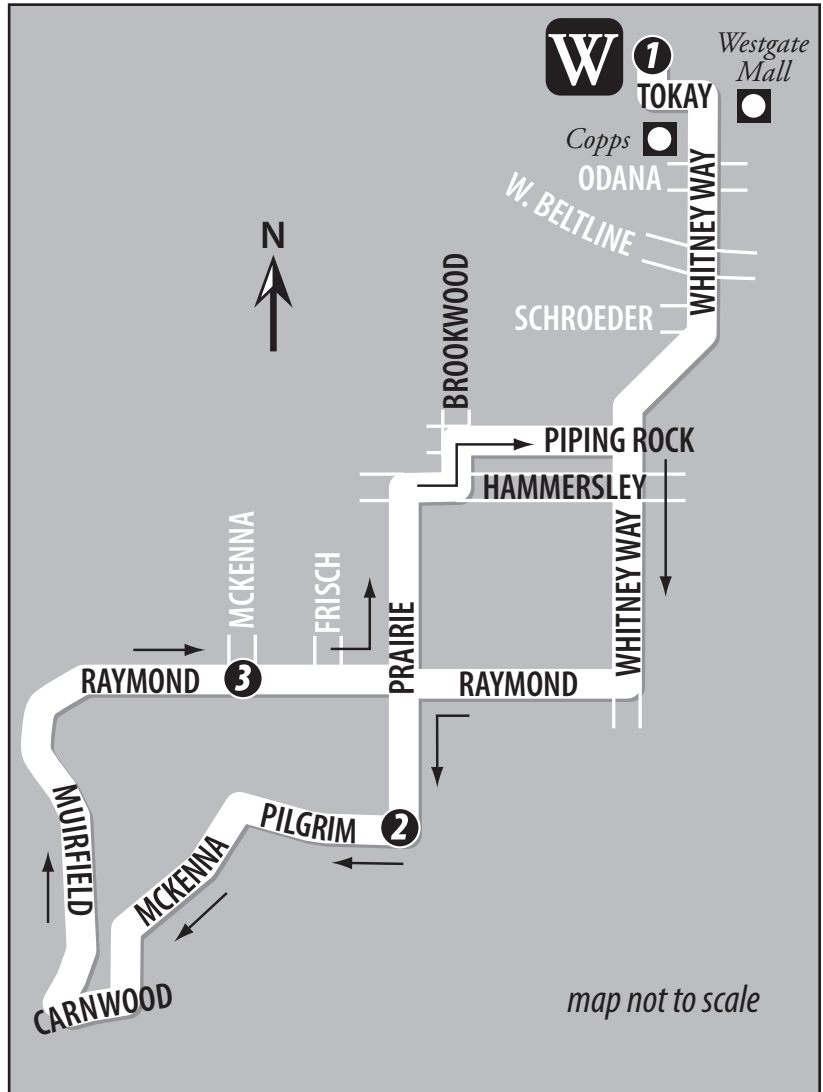 W
1
Westgate
Mall
TOKAY
Copps
ODANA
W. BELTLINE
WHITNEY WAY
N
BROOKWOOD
SCHROEDER
PIPING ROCK
HAMMERSLEY
MCKENNA
FRISCH
WHITNEY WAY
PRAIRIE
RAYMOND
3
RAYMOND
MUIRFIELD
PILGRIM
2
MCKENNA
CARNWOOD
map not to scale